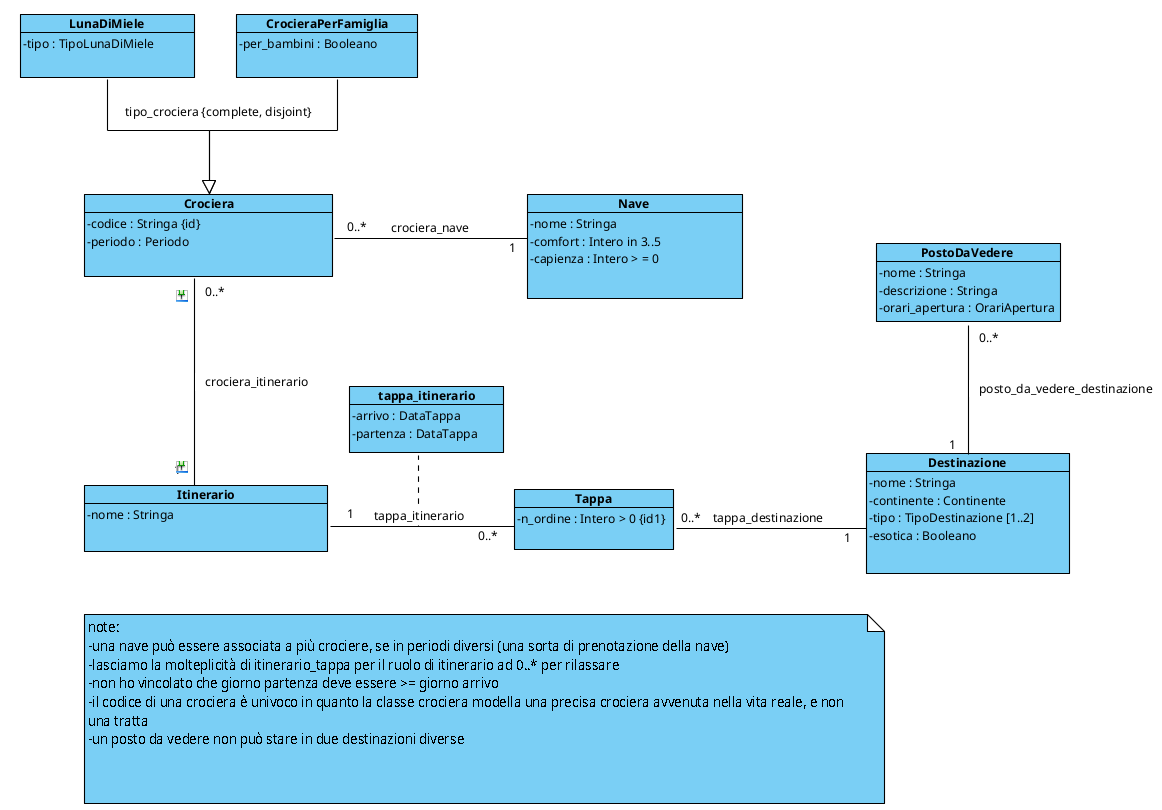 LunaDiMiele
-tipo : TipoLunaDiMiele
CrocieraPerFamiglia
-per_bambini : Booleano
tipo_crociera {complete, disjoint}
Crociera
-codice : Stringa {id}
-periodo : Periodo
0..*
crociera_nave
1
Nave
-nome : Stringa
-comfort : Intero in 3..5
-capienza : Intero > = 0
PostoDaVedere
-nome : Stringa
-descrizione : Stringa
-orari_apertura : OrariApertura
0..*
0..*
crociera_itinerario
posto_da_vedere_destinazione
tappa_itinerario
-arrivo : DataTappa
-partenza : DataTappa
1
Itinerario
-nome : Stringa
1
tappa_itinerario
0..*
Tappa
-n_ordine : Intero > 0 {id1}
0..*
tappa_destinazione
1
Destinazione
-nome : Stringa
-continente : Continente
-tipo : TipoDestinazione [1..2]
-esotica : Booleano
note:
-una nave può essere associata a più crociere, se in periodi diversi (una sorta di prenotazione della nave)
-lasciamo la molteplicità di itinerario_tappa per il ruolo di itinerario ad 0..* per rilassare
-non ho vincolato che giorno partenza deve essere >= giorno arrivo
-il codice di una crociera è univoco in quanto la classe crociera modella una precisa crociera avvenuta nella vita reale, e non
una tratta
-un posto da vedere non può stare in due destinazioni diverse